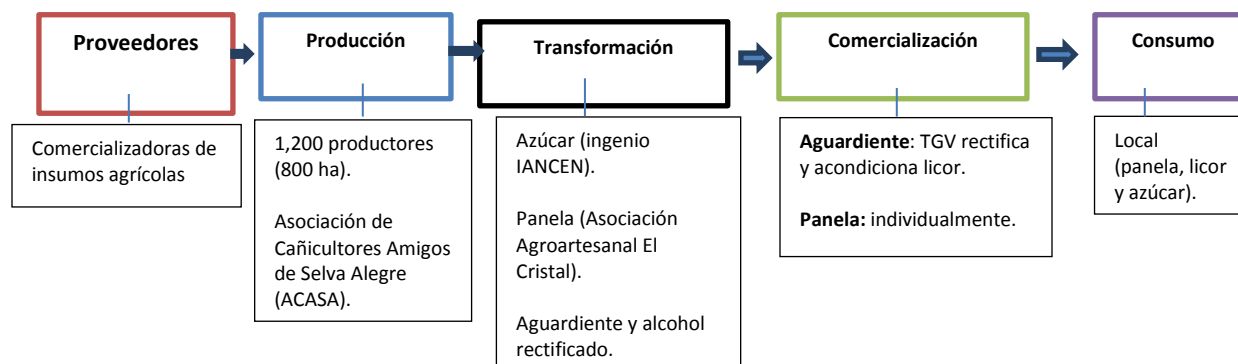 Proveedores
Producción
Transformación
Comercialización
Consumo
Comercializadoras de
insumos agrícolas
1,200 productores
(800 ha).
Asociación de
Cañicultores Amigos
de Selva Alegre
(ACASA).
Azúcar (ingenio
IANCEN).
Panela (Asociación
Agroartesanal El
Cristal).
Aguardiente y alcohol
rectificado.
Aguardiente: TGV rectifica
y acondiciona licor.
Panela: individualmente.
Local
(panela, licor
y azúcar).